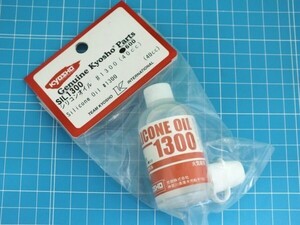 KYOSHO
Genuine Kyosho Parts
SIL1300
600
シリコンオイル #1300 (40cc)
Silicone Oil #1300 (40cc)
TEAM KYOSHO
INTERNATIONAL
ICONE OIL
1300